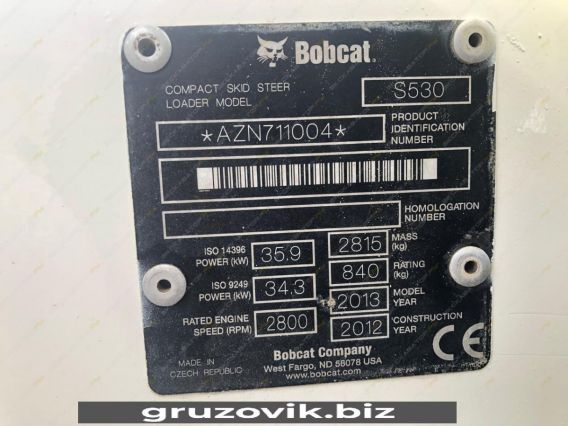 Bobcat
COMPACT SKID STEER
LOADER MODEL
S530
*AZN711004*
PRODUCT
IDENTIFICATION
NUMBER
HOMOLOGATION
NUMBER
ISO 14396
POWER (kW)
35.9
2815
MASS
(kg)
ISO 9249
POWER (kW)
34.3
840
RATING
(kg)
2013
MODEL
YEAR
RATED ENGINE
SPEED (RPM)
2800
2012
CONSTRUCTION
YEAR
MADE IN
CZECH REPUBLIC
Bobcat Company
West Fargo, ND 58078 USA
www.bobcat.com
CE
gruzovik.biz